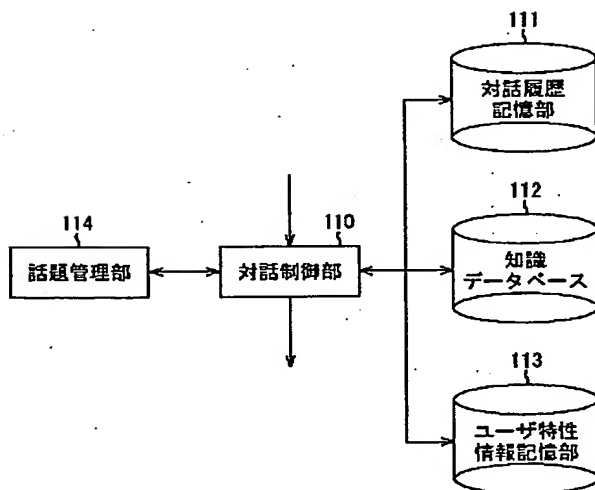 111
対話履歴
記憶部
112
知識
データベース
110
対話制御部
114
話題管理部
113
ユーザ特性
情報記憶部